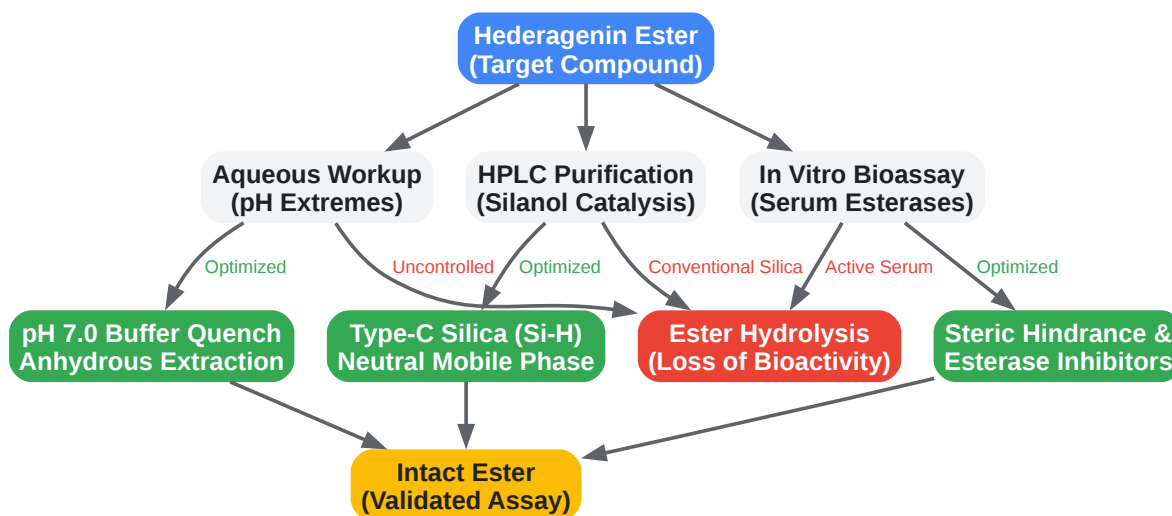 Hederagenin Ester
(Target Compound)
Aqueous Workup
(pH Extremes)
HPLC Purification
(Silanol Catalysis)
In Vitro Bioassay
(Serum Esterases)
Optimized
Uncontrolled
Optimized
Conventional Silica
Active Serum
Optimized
pH 7.0 Buffer Quench
Anhydrous Extraction
Type-C Silica (Si-H)
Neutral Mobile Phase
Ester Hydrolysis
(Loss of Bioactivity)
Steric Hindrance &
Esterase Inhibitors
Intact Ester
(Validated Assay)